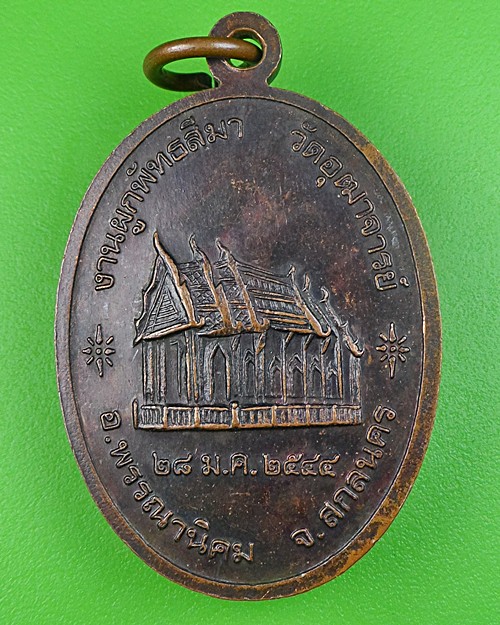 งานผูกพัทธสีมา วัดอุฒาจารย์
๒๘ ม.ค. ๒๕๔๔
อ.พรรณานิคม จ.สกลนคร